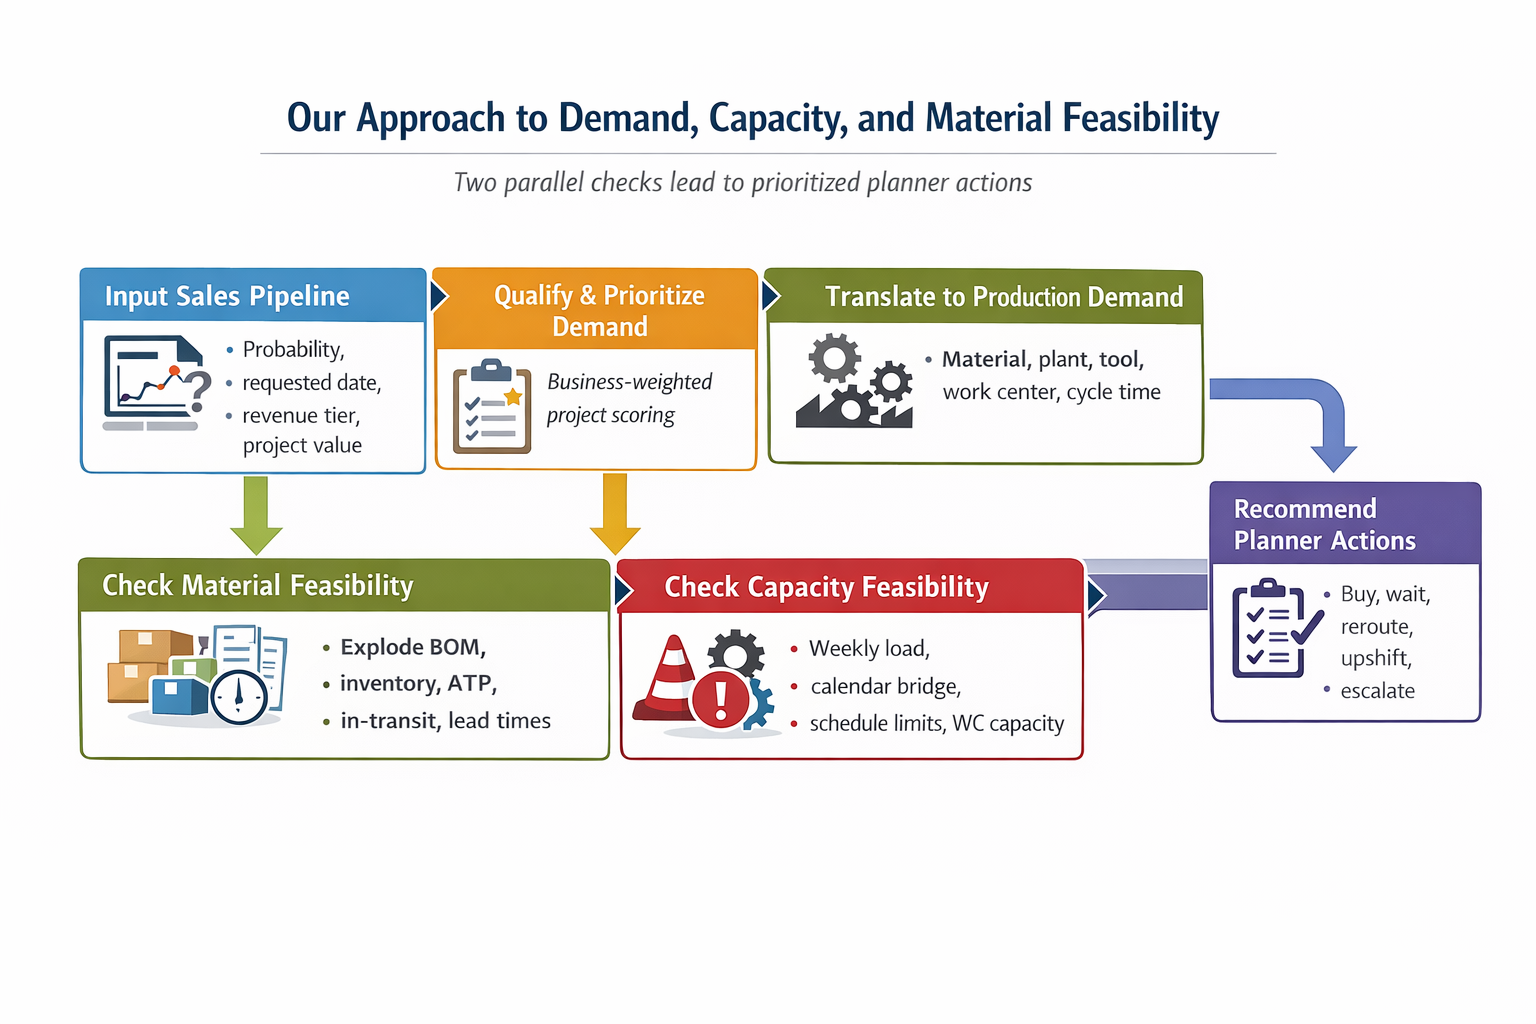 Our Approach to Demand, Capacity, and Material Feasibility
Two parallel checks lead to prioritized planner actions
Input Sales Pipeline
• Probability,
• requested date,
• revenue tier,
project value
Qualify & Prioritize
Demand
Business-weighted
project scoring
Translate to Production Demand
• Material, plant, tool,
work center, cycle time
Check Material Feasibility
• Explode BOM,
• inventory, ATP,
• in-transit, lead times
Check Capacity Feasibility
• Weekly load,
• calendar bridge,
• schedule limits, WC capacity
Recommend
Planner Actions
• Buy, wait,
reroute,
upshift,
• escalate